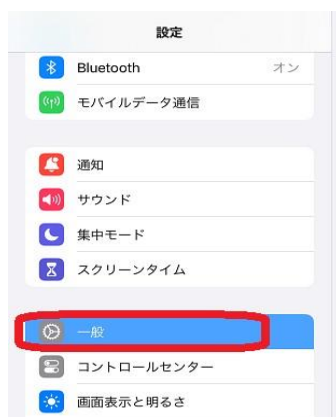 設定
Bluetooth オン
モバイルデータ通信
通知
サウンド
集中モード
スクリーンタイム
一般
コントロールセンター
画面表示と明るさ